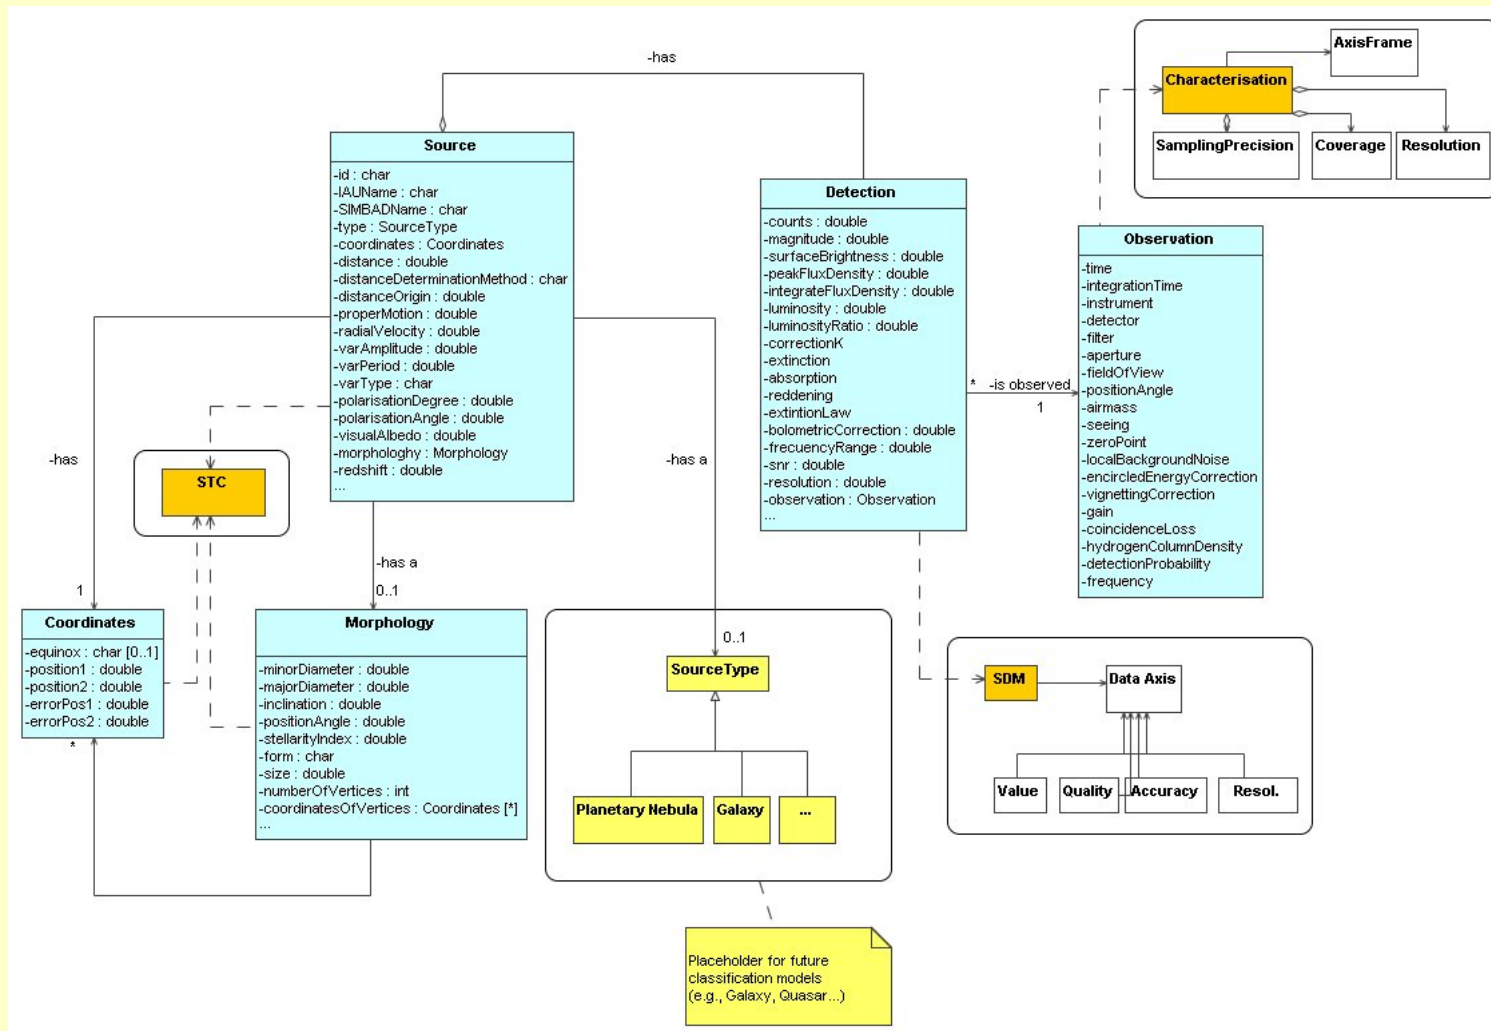 -has
AxisFrame
Characterisation
SamplingPrecision
Coverage
Resolution
Source
-id : char
-IAUName : char
-SIMBADName : char
-type : SourceType
-coordinates : Coordinates
-distance : double
-distanceDeterminationMethod : char
-distanceOrigin : double
-properMotion : double
-radialVelocity : double
-varAmplitude : double
-varPeriod : double
-varType : char
-polarisationDegree : double
-polarisationAngle : double
-visualAlbedo : double
-morphologhy : Morphology
-redshift : double
...
Detection
-counts : double
-magnitude : double
-surfaceBrightness : double
-peakFluxDensity : double
-integrateFluxDensity : double
-luminosity : double
-luminosityRatio : double
-correctionK
-extinction
-absorption
-reddening
-extintionLaw
-bolometricCorrection : double
-frecuencyRange : double
-snr : double
-resolution : double
-observation : Observation
...
* -is observed
1
Observation
-time
-integrationTime
-instrument
-detector
-filter
-aperture
-fieldOfView
-positionAngle
-airmass
-seeing
-zeroPoint
-localBackgroundNoise
-encircledEnergyCorrection
-vignettingCorrection
-gain
-coincidenceLoss
-hydrogenColumnDensity
-detectionProbability
-frequency
-has
1
STC
-has a
0..1
-has a
0..1
Coordinates
-equinox : char [0..1]
-position1 : double
-position2 : double
-errorPos1 : double
-errorPos2 : double
*
Morphology
-minorDiameter : double
-majorDiameter : double
-inclination : double
-positionAngle : double
-stellarityIndex : double
-form : char
-size : double
-numberOfVertices : int
-coordinatesOfVertices : Coordinates [*]
...
SourceType
Planetary Nebula
Galaxy
...
SDM
Data Axis
Value
Quality
Accuracy
Resol.
Placeholder for future
classification models
(e.g., Galaxy, Quasar...)